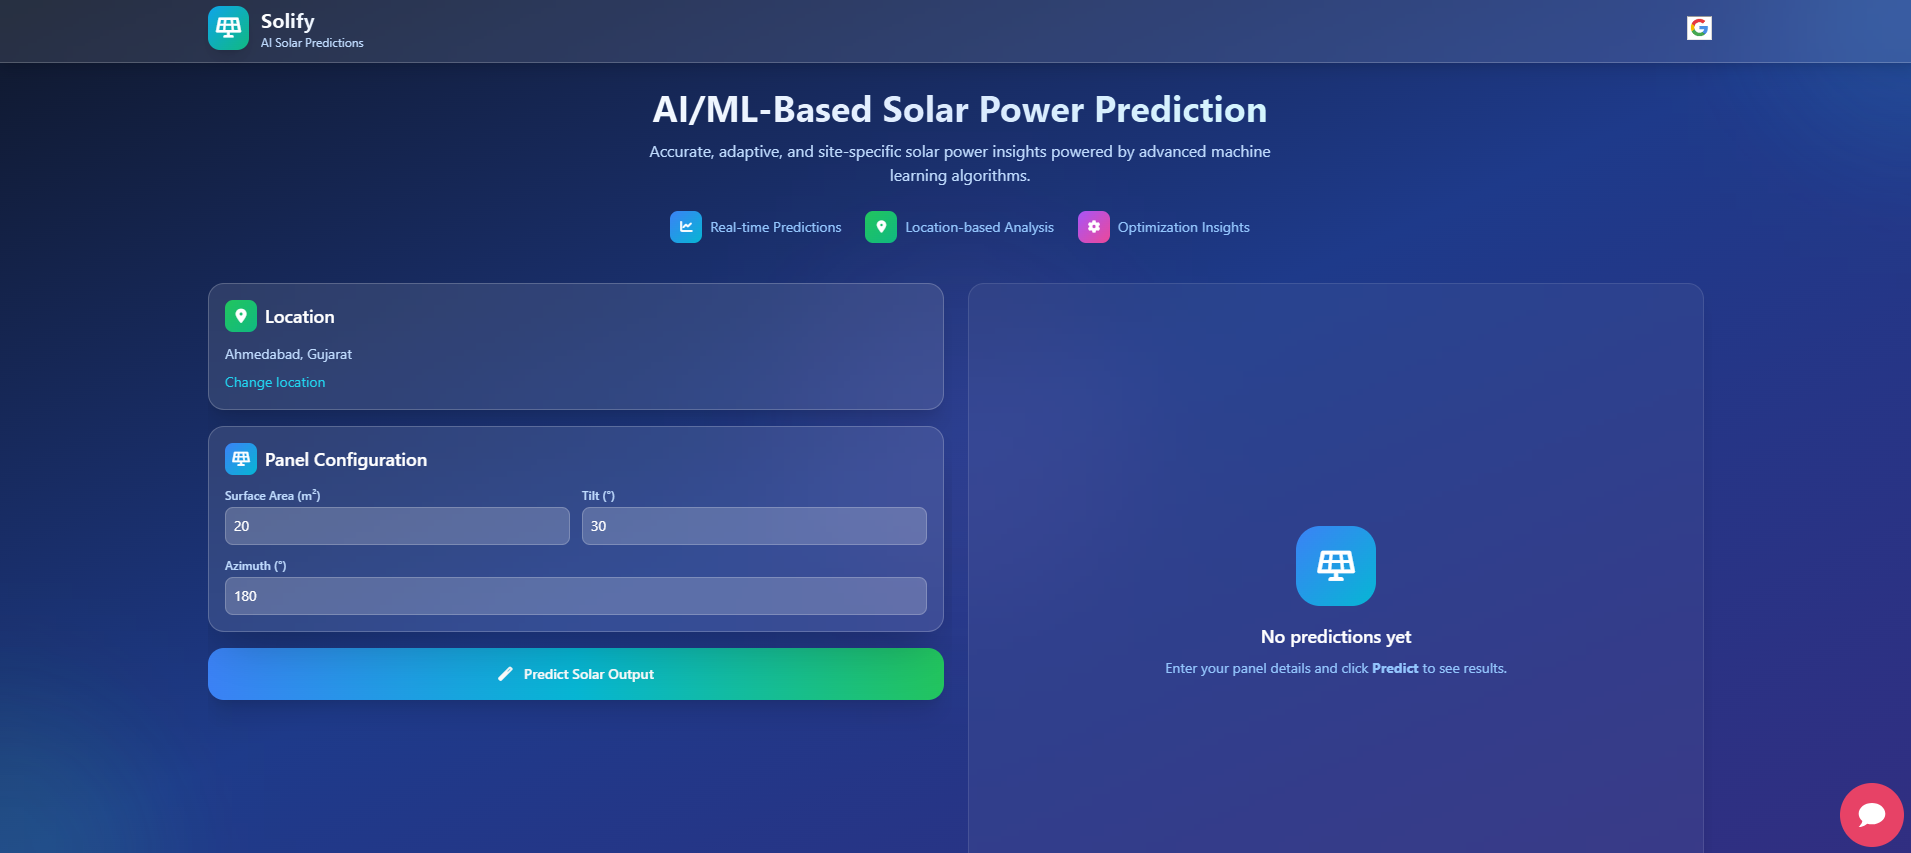 Solify
AI Solar Predictions
AI/ML-Based Solar Power Prediction
Accurate, adaptive, and site-specific solar power insights powered by advanced machine
learning algorithms.
Real-time Predictions
Location-based Analysis
Optimization Insights
Location
Ahmedabad, Gujarat
Change location
Panel Configuration
Surface Area (m²)
20
Tilt (°)
30
Azimuth (°)
180
Predict Solar Output
No predictions yet
Enter your panel details and click Predict to see results.